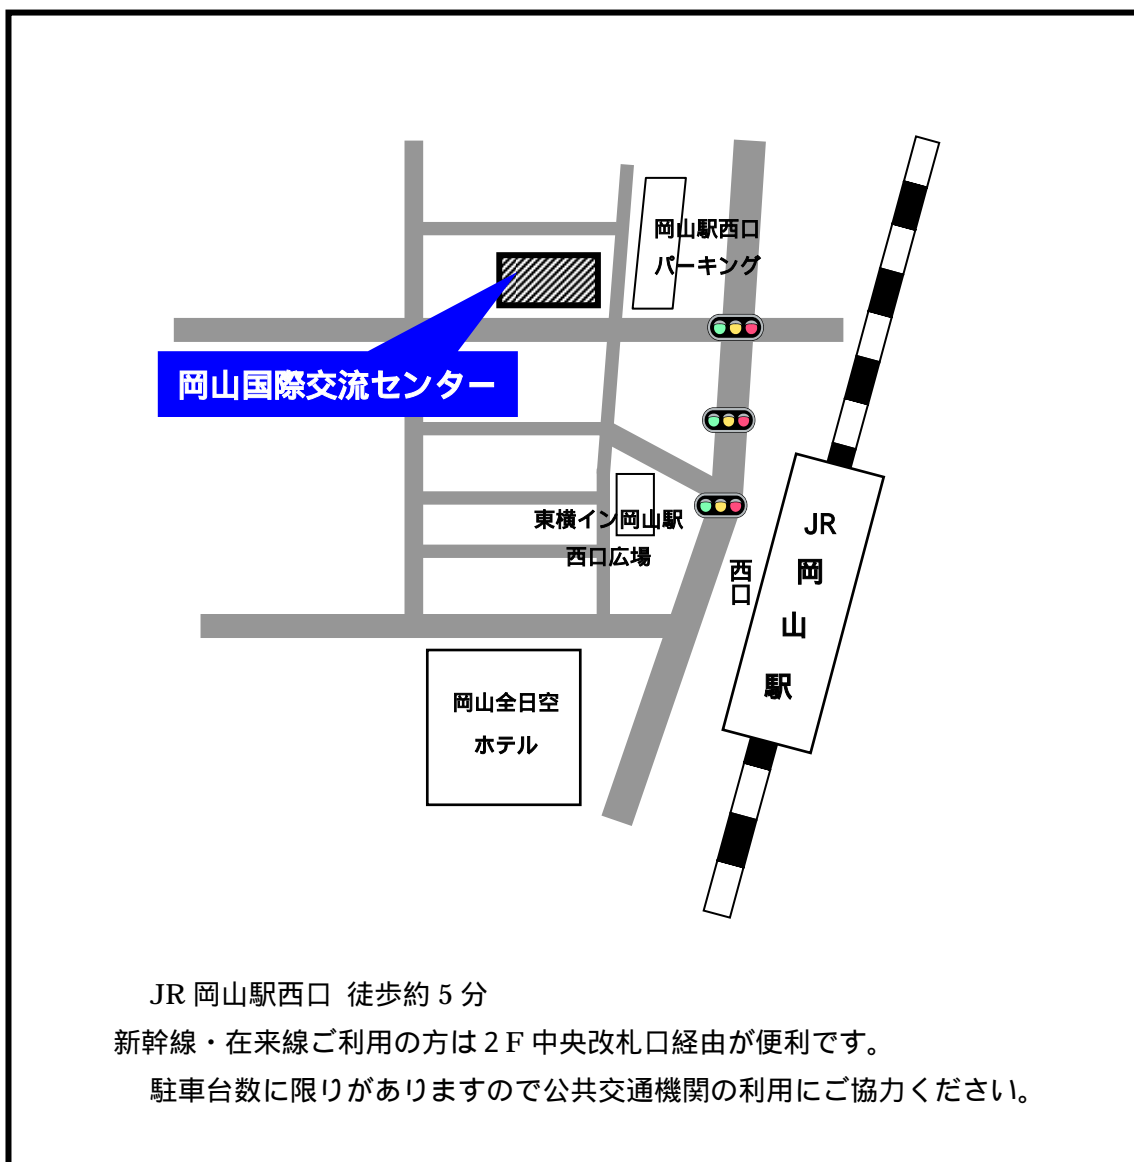 岡山駅西口
パーキング
岡山国際交流センター
東横イン岡山駅
西口広場
西口
JR
岡
山
駅
岡山全日空
ホテル
JR 岡山駅西口 徒歩約 5 分
新幹線・在来線ご利用の方は 2 F 中央改札口経由が便利です。
駐車台数に限りがありますので公共交通機関の利用にご協力ください。